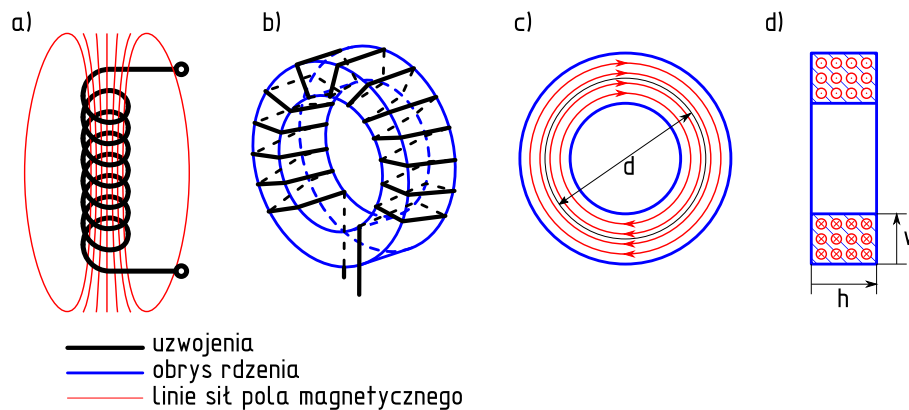 a)
b)
c)
d)
d
h
uzwojenia
obrys rdzenia
linie sił pola magnetycznego